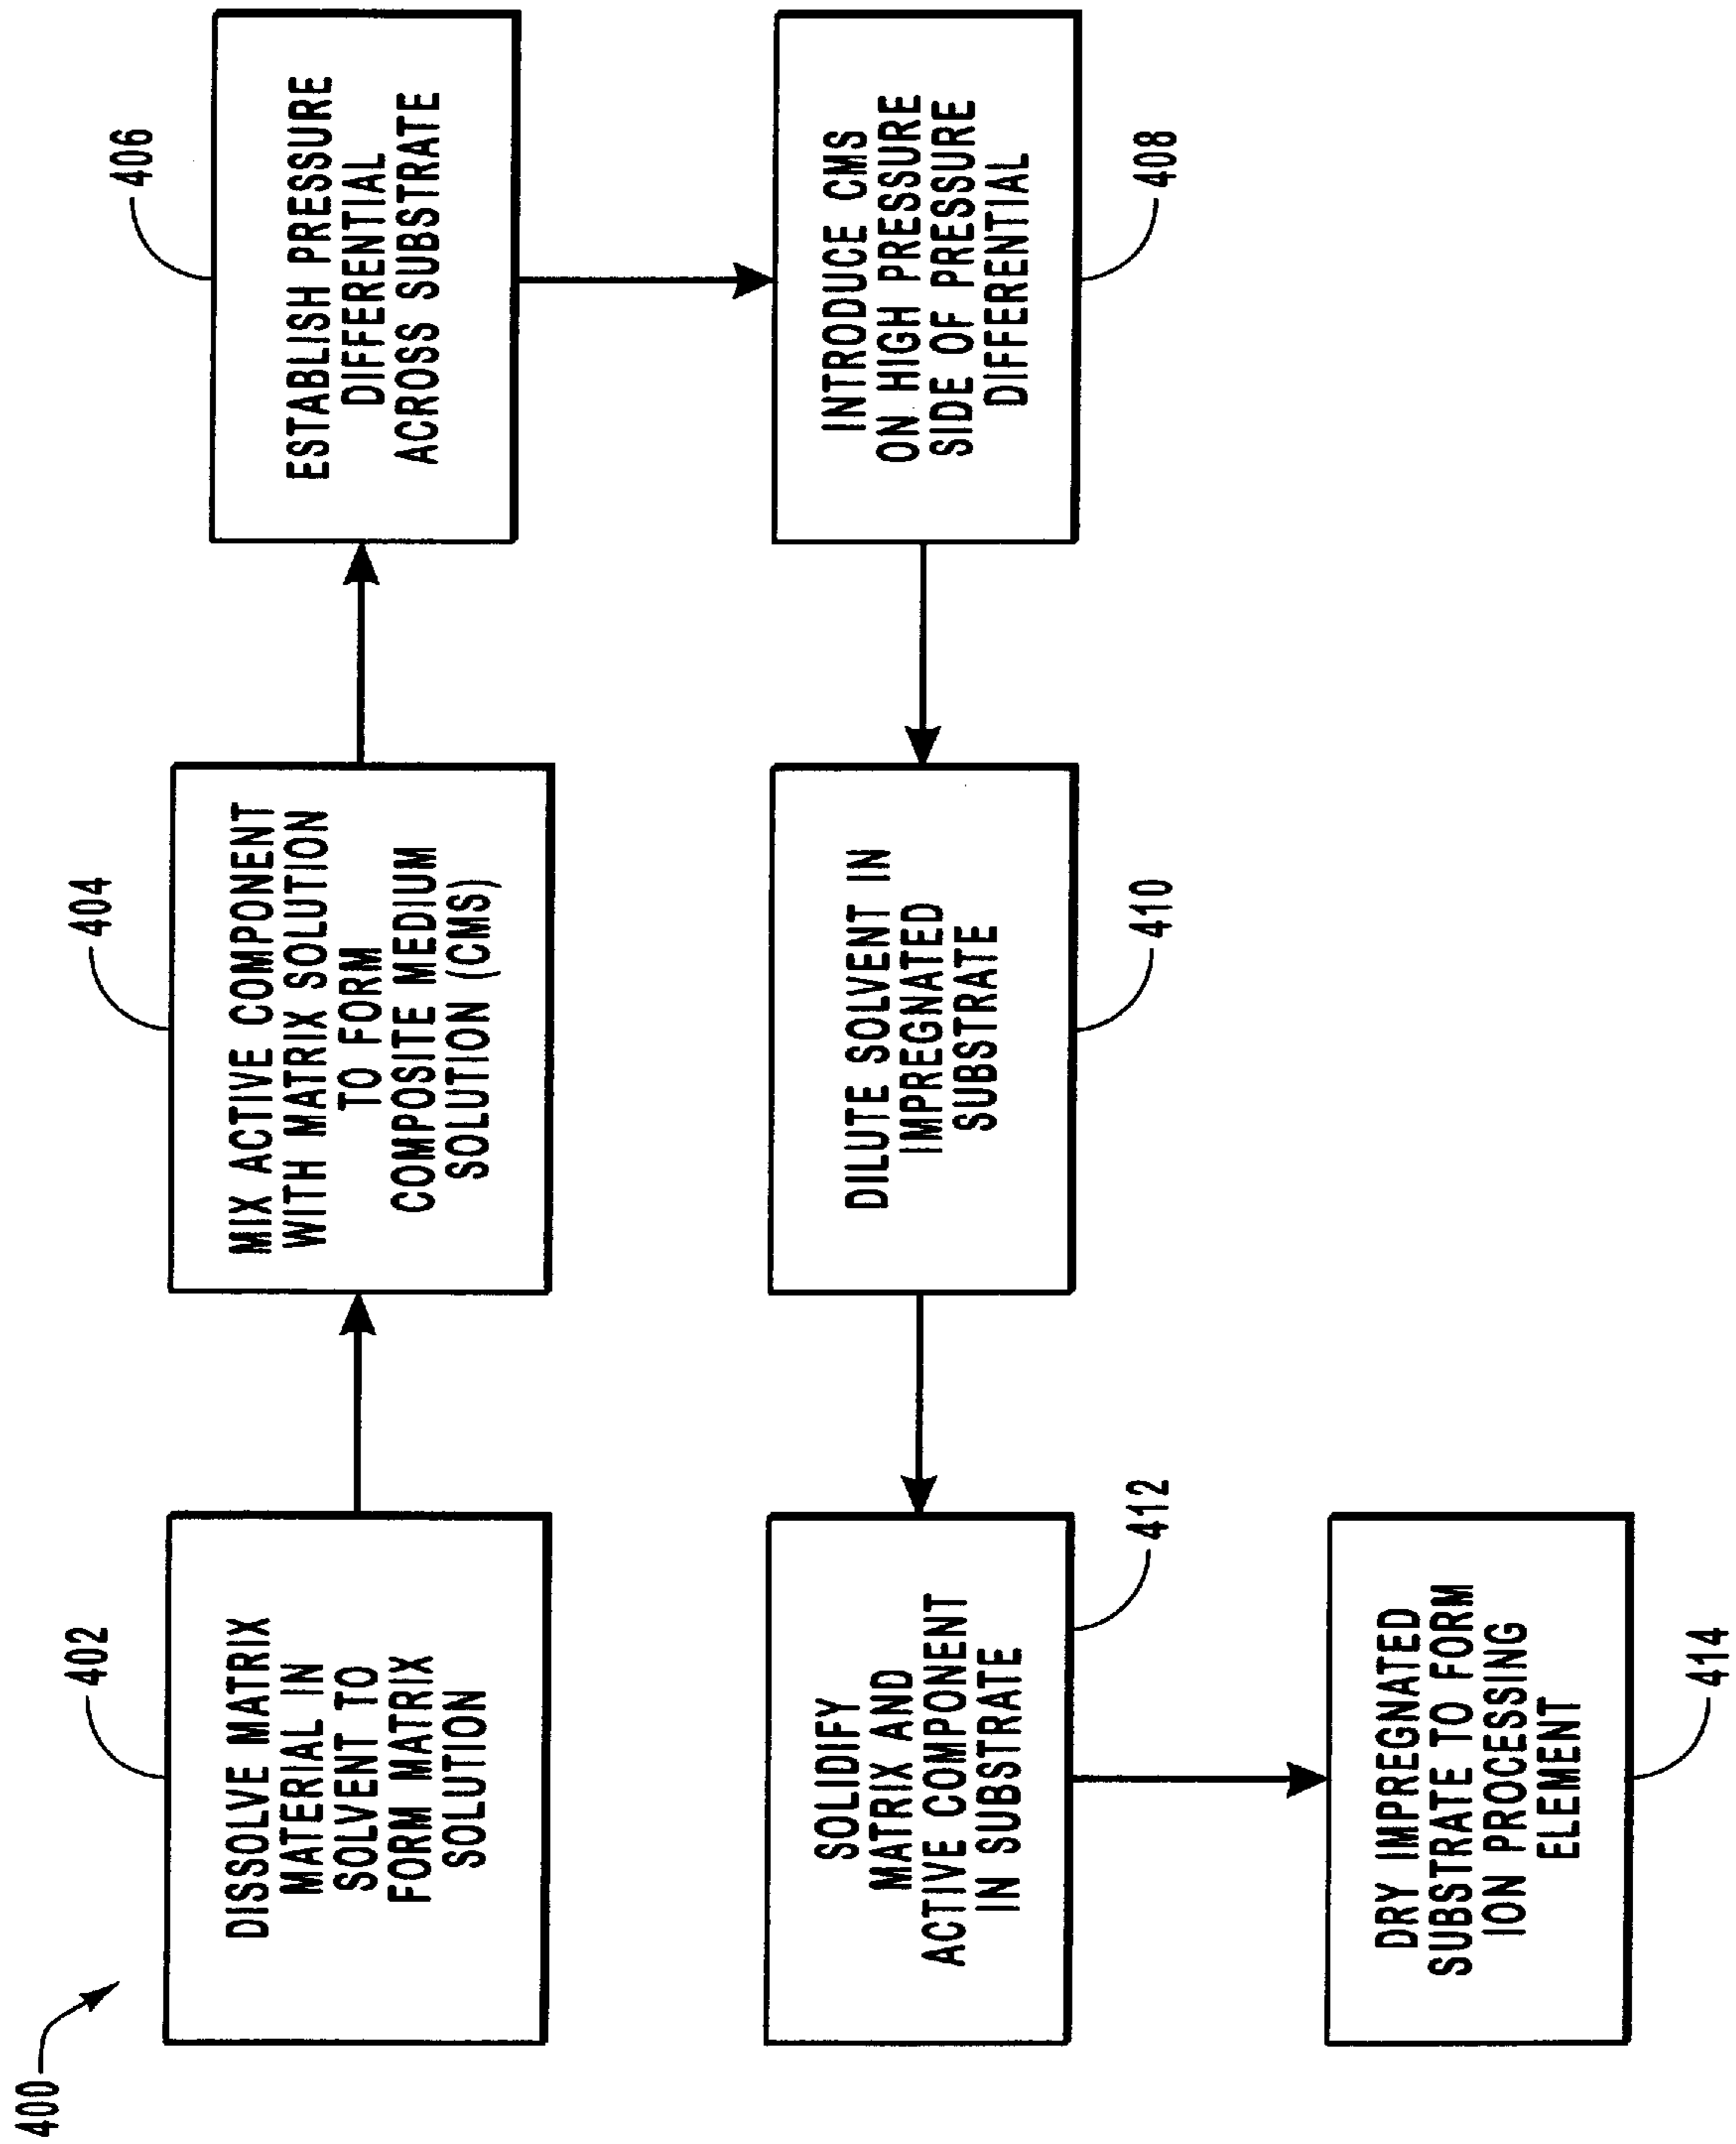 400
402
DISSOLVE MATRIX
MATERIAL IN
SOLVENT TO
FORM MATRIX
SOLUTION
404
MIX ACTIVE COMPONENT
WITH MATRIX SOLUTION
TO FORM
COMPOSITE MEDIUM
SOLUTION (CMS)
406
ESTABLISH PRESSURE
DIFFERENTIAL
ACROSS SUBSTRATE
INTRODUCE CMS
ON HIGH PRESSURE
SIDE OF PRESSURE
DIFFERENTIAL
408
DILUTE SOLVENT IN
IMPREGNATED
SUBSTRATE
410
SOLIDIFY
MATRIX AND
ACTIVE COMPONENT
IN SUBSTRATE
412
DRY IMPREGNATED
SUBSTRATE TO FORM
ION PROCESSING
ELEMENT
414